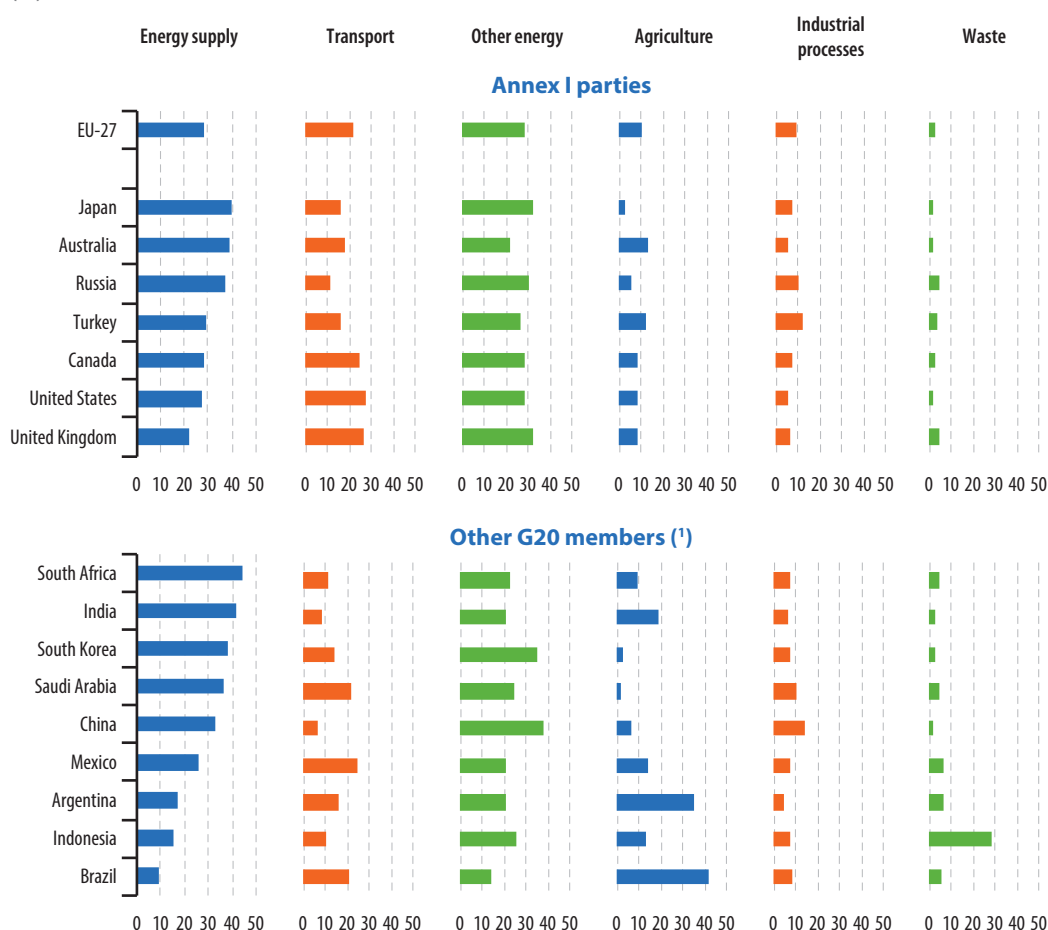 Energy supply Transport Other energy Agriculture Industrial processes Waste
Annex I parties
EU-27
Japan
Australia
Russia
Turkey
Canada
United States
United Kingdom
0 10 20 30 40 50 0 10 20 30 40 50 0 10 20 30 40 50 0 10 20 30 40 50 0 10 20 30 40 50 0 10 20 30 40 50
Other G20 members (¹)
South Africa
India
South Korea
Saudi Arabia
China
Mexico
Argentina
Indonesia
Brazil
0 10 20 30 40 50 0 10 20 30 40 50 0 10 20 30 40 50 0 10 20 30 40 50 0 10 20 30 40 50 0 10 20 30 40 50